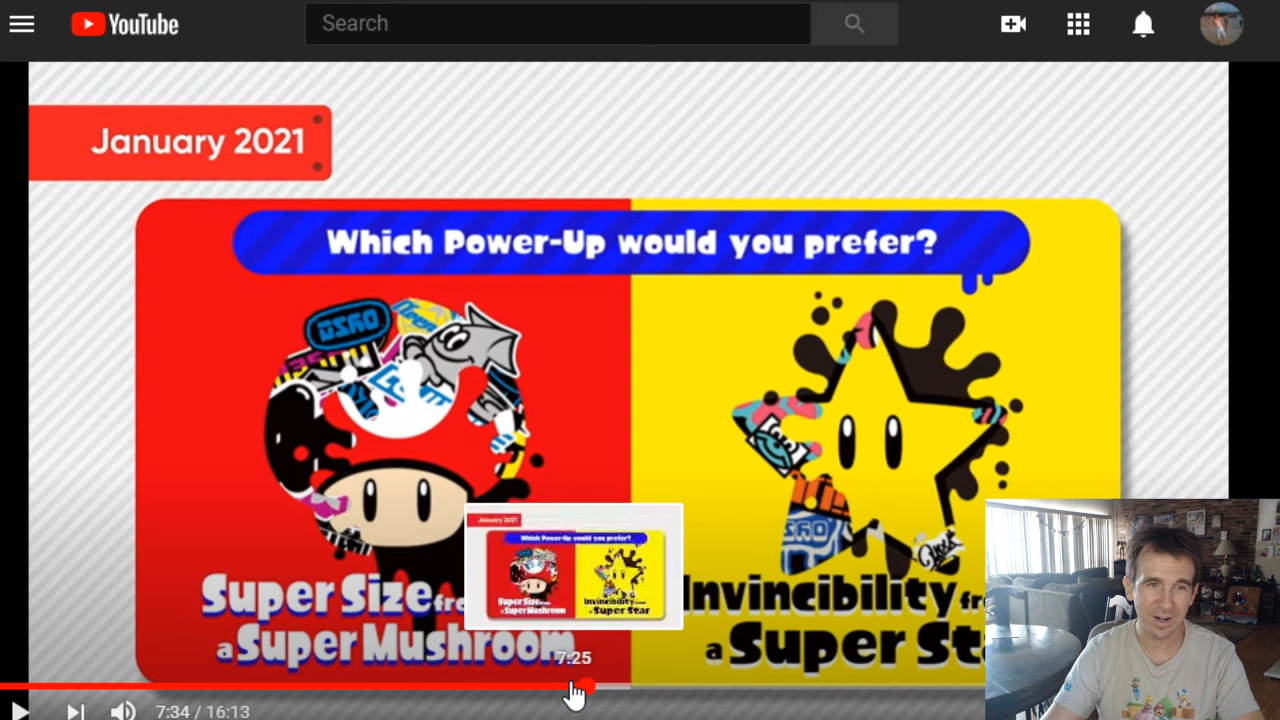 YouTube
Search
January 2021
Which Power-Up would you prefer?
Super Size
a Super Mushroom
Invincibility
a Super
January 2021
Which Power-Up would you prefer?
Super Size
a Super Mushroom
Invincibility
a Super Star
7:25
7:34 / 16:13